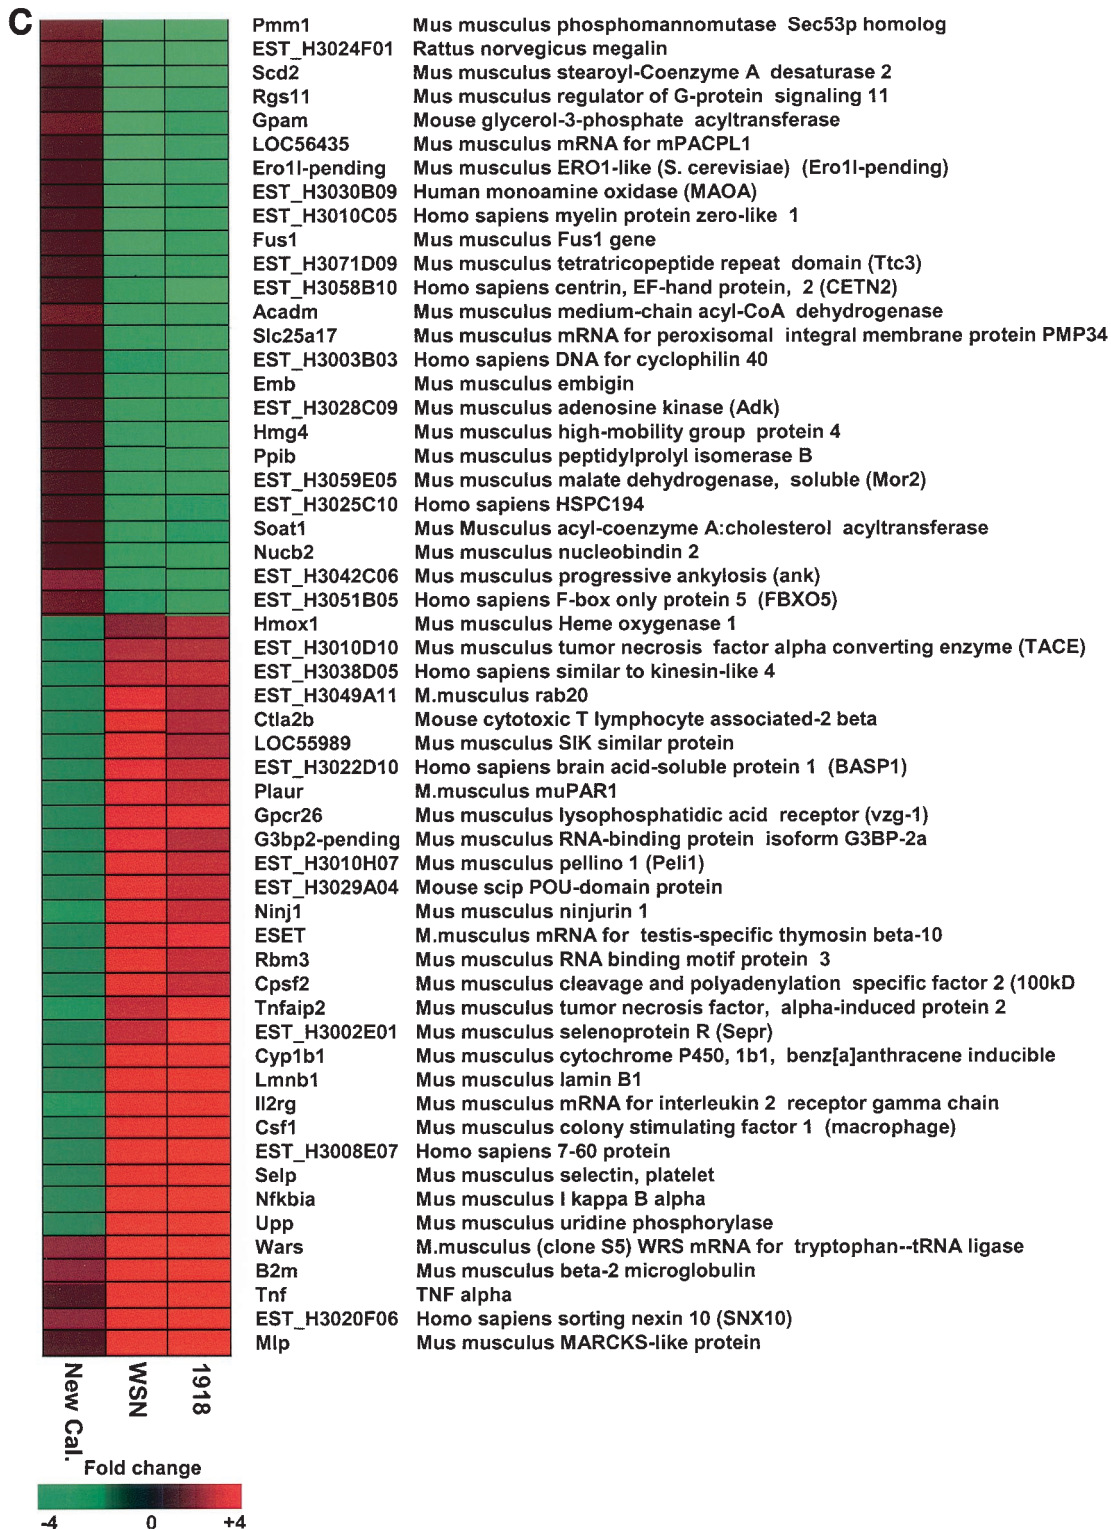 C
Pmm1 Mus musculus phosphomannomutase Sec53p homolog
EST_H3024F01 Rattus norvegicus megalin
Scd2 Mus musculus stearoyl-Coenzyme A desaturase 2
Rgs11 Mus musculus regulator of G-protein signaling 11
Gpam Mouse glycerol-3-phosphate acyltransferase
LOC56435 Mus musculus mRNA for mPACPL1
Ero1l-pending Mus musculus ERO1-like (S. cerevisiae) (Ero1l-pending)
EST_H3030B09 Human monoamine oxidase (MAOA)
EST_H3010C05 Homo sapiens myelin protein zero-like 1
Fus1 Mus musculus Fus1 gene
EST_H3071D09 Mus musculus tetratricopeptide repeat domain (Ttc3)
EST_H3058B10 Homo sapiens centrin, EF-hand protein, 2 (CETN2)
Acadm Mus musculus medium-chain acyl-CoA dehydrogenase
Slc25a17 Mus musculus mRNA for peroxisomal integral membrane protein PMP34
EST_H3003B03 Homo sapiens DNA for cyclophilin 40
Emb Mus musculus embigin
EST_H3028C09 Mus musculus adenosine kinase (Adk)
Hmg4 Mus musculus high-mobility group protein 4
Ppib Mus musculus peptidylprolyl isomerase B
EST_H3059E05 Mus musculus malate dehydrogenase, soluble (Mor2)
EST_H3025C10 Homo sapiens HSPC194
Soat1 Mus Musculus acyl-coenzyme A:cholesterol acyltransferase
Nucb2 Mus musculus nucleobindin 2
EST_H3042C06 Mus musculus progressive ankylosis (ank)
EST_H3051B05 Homo sapiens F-box only protein 5 (FBXO5)
Hmox1 Mus musculus Heme oxygenase 1
EST_H3010D10 Mus musculus tumor necrosis factor alpha converting enzyme (TACE)
EST_H3038D05 Homo sapiens similar to kinesin-like 4
EST_H3049A11 M.musculus rab20
Ctla2b Mouse cytotoxic T lymphocyte associated-2 beta
LOC55989 Mus musculus SIK similar protein
EST_H3022D10 Homo sapiens brain acid-soluble protein 1 (BASP1)
Plaur M.musculus muPAR1
Gpcr26 Mus musculus lysophosphatidic acid receptor (vzg-1)
G3bp2-pending Mus musculus RNA-binding protein isoform G3BP-2a
EST_H3010H07 Mus musculus pellino 1 (Peli1)
EST_H3029A04 Mouse scip POU-domain protein
Ninj1 Mus musculus ninjurin 1
ESET M.musculus mRNA for testis-specific thymosin beta-10
Rbm3 Mus musculus RNA binding motif protein 3
Cpsf2 Mus musculus cleavage and polyadenylation specific factor 2 (100kD
Tnfaip2 Mus musculus tumor necrosis factor, alpha-induced protein 2
EST_H3002E01 Mus musculus selenoprotein R (Sepr)
Cyp1b1 Mus musculus cytochrome P450, 1b1, benz[a]anthracene inducible
Lmnb1 Mus musculus lamin B1
Il2rg Mus musculus mRNA for interleukin 2 receptor gamma chain
Csf1 Mus musculus colony stimulating factor 1 (macrophage)
EST_H3008E07 Homo sapiens 7-60 protein
Selp Mus musculus selectin, platelet
Nfkbia Mus musculus I kappa B alpha
Upp Mus musculus uridine phosphorylase
Wars M.musculus (clone S5) WRS mRNA for tryptophan--tRNA ligase
B2m Mus musculus beta-2 microglobulin
Tnf TNF alpha
EST_H3020F06 Homo sapiens sorting nexin 10 (SNX10)
Mlp Mus musculus MARCKS-like protein
New Cal. WSN 1918
Fold change
-4 0 +4